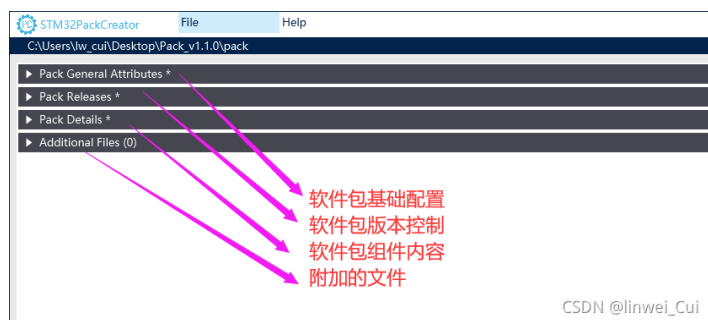 STM32PackCreator File Help
C:\Users\lw_cui\Desktop\Pack_v1.1.0\pack
Pack General Attributes *
Pack Releases *
Pack Details *
Additional Files (0)
软件包基础配置
软件包版本控制
软件包组件内容
附加的文件
CSDN @linwei_Cui